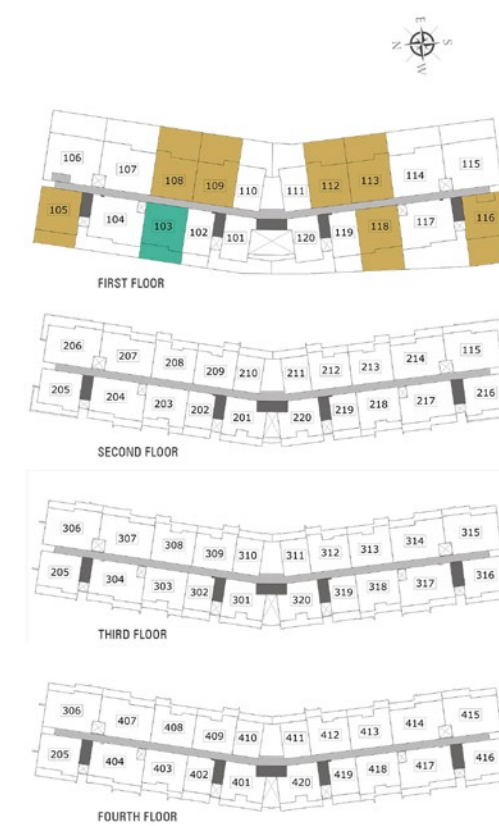 E
N S
W
106 107 108 109 110 111 112 113 114 115
105 104 103 102 101 120 119 118 117 116
FIRST FLOOR
206 207 208 209 210 211 212 213 214 115
205 204 203 202 201 220 219 218 217 216
SECOND FLOOR
306 307 308 309 310 311 312 313 314 315
205 304 303 302 301 320 319 318 317 316
THIRD FLOOR
306 407 408 409 410 411 412 413 414 415
205 404 403 402 401 420 419 418 417 416
FOURTH FLOOR